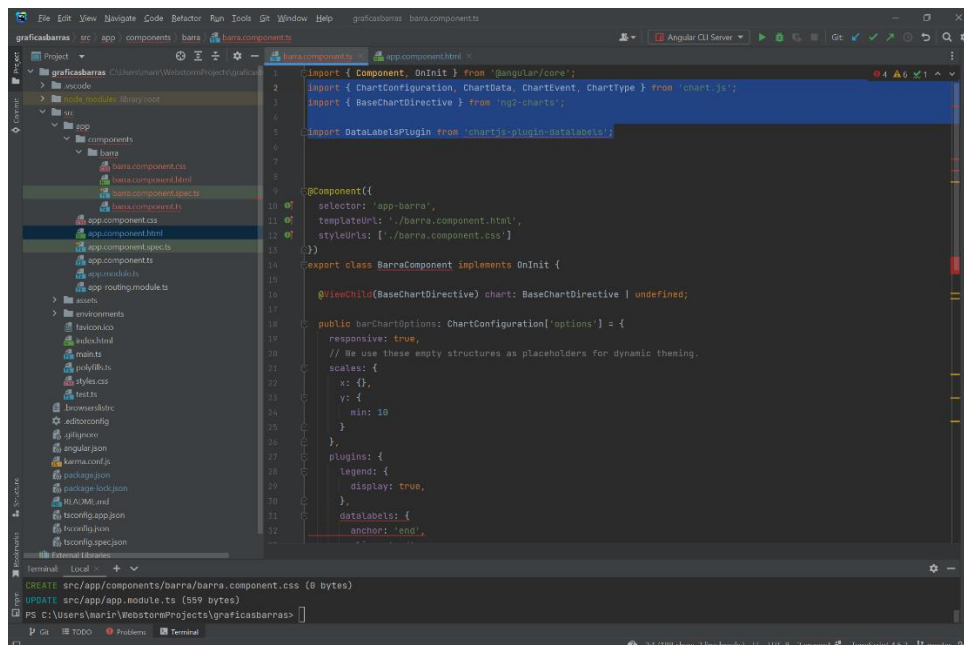 File Edit View Navigate Code Refactor Run Tools Git Window Help graficasbarras barra.component.ts
graficasbarras src app components barra barra.component.ts
Angular CLI Server Git:
Project
barra.component.ts app.component.html
Project
Commit
Structure
Bookmarks
npm
graficasbarras C:\Users\marir\WebstormProjects\graficasb
.vscode
node_modules library root
src
app
components
barra
barra.component.css
barra.component.html
barra.component.spec.ts
barra.component.ts
app.component.css
app.component.html
app.component.spec.ts
app.component.ts
app.module.ts
app-routing.module.ts
assets
environments
favicon.ico
index.html
main.ts
polyfills.ts
styles.css
test.ts
.browserslistrc
.editorconfig
.gitignore
angular.json
karma.conf.js
package.json
package-lock.json
README.md
tsconfig.app.json
tsconfig.json
tsconfig.spec.json
External Libraries
4 6 1
1 import { Component, OnInit } from '@angular/core';
2 import { ChartConfiguration, ChartData, ChartEvent, ChartType } from 'chart.js';
3 import { BaseChartDirective } from 'ng2-charts';
4
5 import DataLabelsPlugin from 'chartjs-plugin-datalabels';
6
7
8
9 @Component({
10 selector: 'app-barra',
11 templateUrl: './barra.component.html',
12 styleUrls: ['./barra.component.css']
13 })
14 export class BarraComponent implements OnInit {
15
16 @ViewChild(BaseChartDirective) chart: BaseChartDirective | undefined;
17
18 public barChartOptions: ChartConfiguration['options'] = {
19 responsive: true,
20 // We use these empty structures as placeholders for dynamic theming.
21 scales: {
22 x: {},
23 y: {
24 min: 10
25 }
26 },
27 plugins: {
28 legend: {
29 display: true,
30 },
31 datalabels: {
32 anchor: 'end',
Terminal: Local
CREATE src/app/components/barra/barra.component.css (0 bytes)
UPDATE src/app/app.module.ts (559 bytes)
PS C:\Users\marir\WebstormProjects\graficasbarras>
Git TODO Problems Terminal